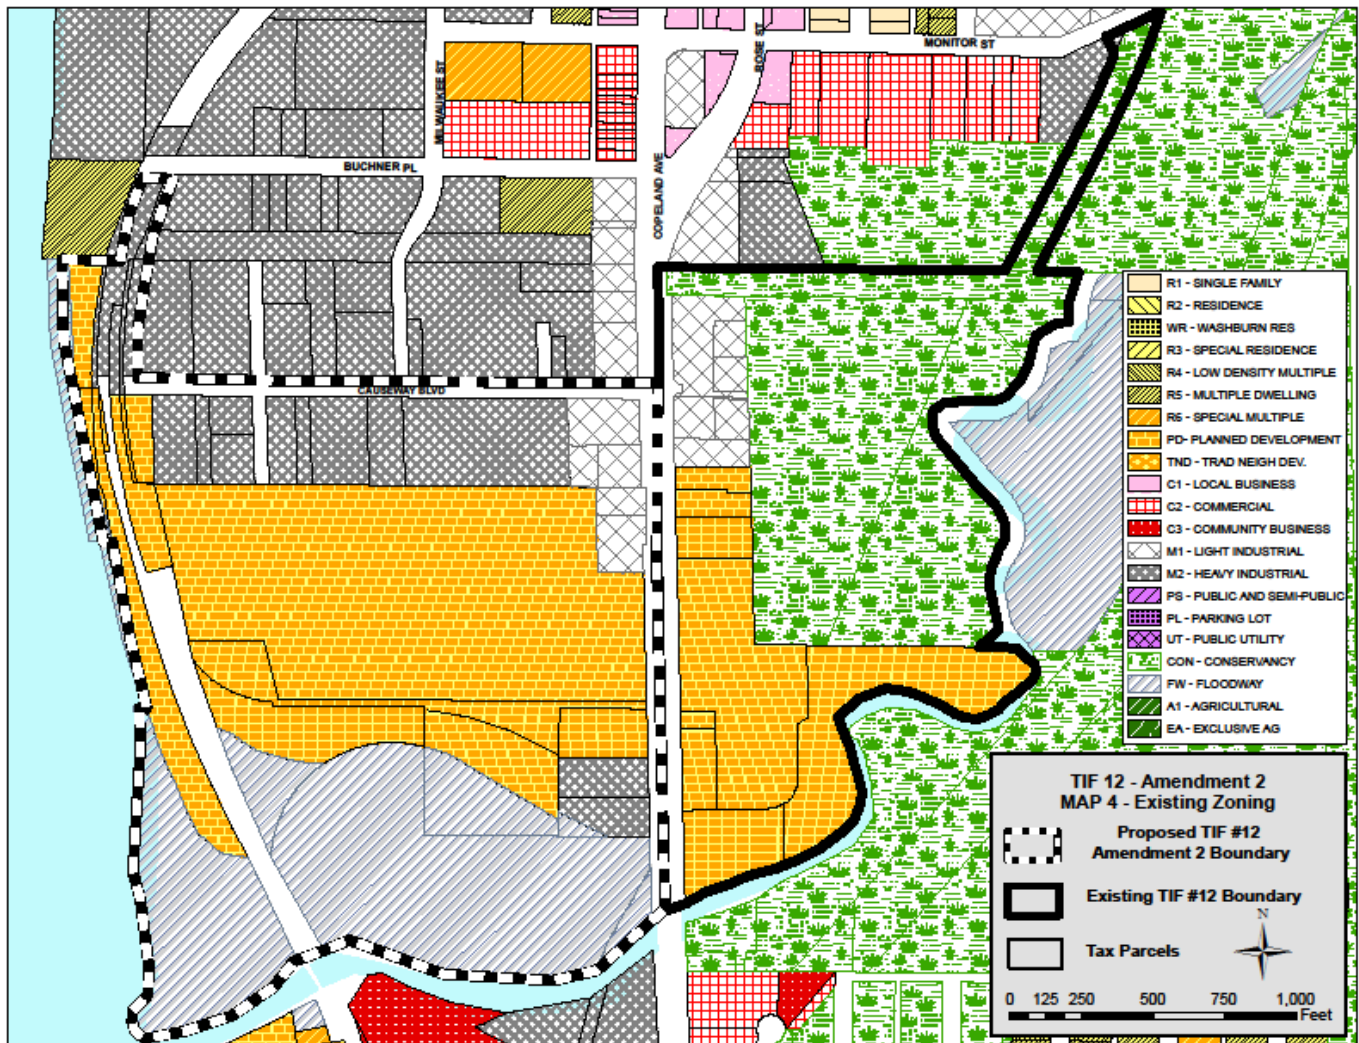 MONITOR ST
ROSE ST
MILWAUKEE ST
BUCHNER PL
COPELAND AVE
CAUSEWAY BLVD
R1 - SINGLE FAMILY
R2 - RESIDENCE
WR - WASHBURN RES
R3 - SPECIAL RESIDENCE
R4 - LOW DENSITY MULTIPLE
R5 - MULTIPLE DWELLING
R6 - SPECIAL MULTIPLE
PD- PLANNED DEVELOPMENT
TND - TRAD NEIGH DEV.
C1 - LOCAL BUSINESS
C2 - COMMERCIAL
C3 - COMMUNITY BUSINESS
M1 - LIGHT INDUSTRIAL
M2 - HEAVY INDUSTRIAL
PS - PUBLIC AND SEMI-PUBLIC
PL - PARKING LOT
UT - PUBLIC UTILITY
CON - CONSERVANCY
FW - FLOODWAY
A1 - AGRICULTURAL
EA - EXCLUSIVE AG
TIF 12 - Amendment 2
MAP 4 - Existing Zoning
Proposed TIF #12
Amendment 2 Boundary
Existing TIF #12 Boundary
N
Tax Parcels
0 125 250 500 750 1,000
Feet